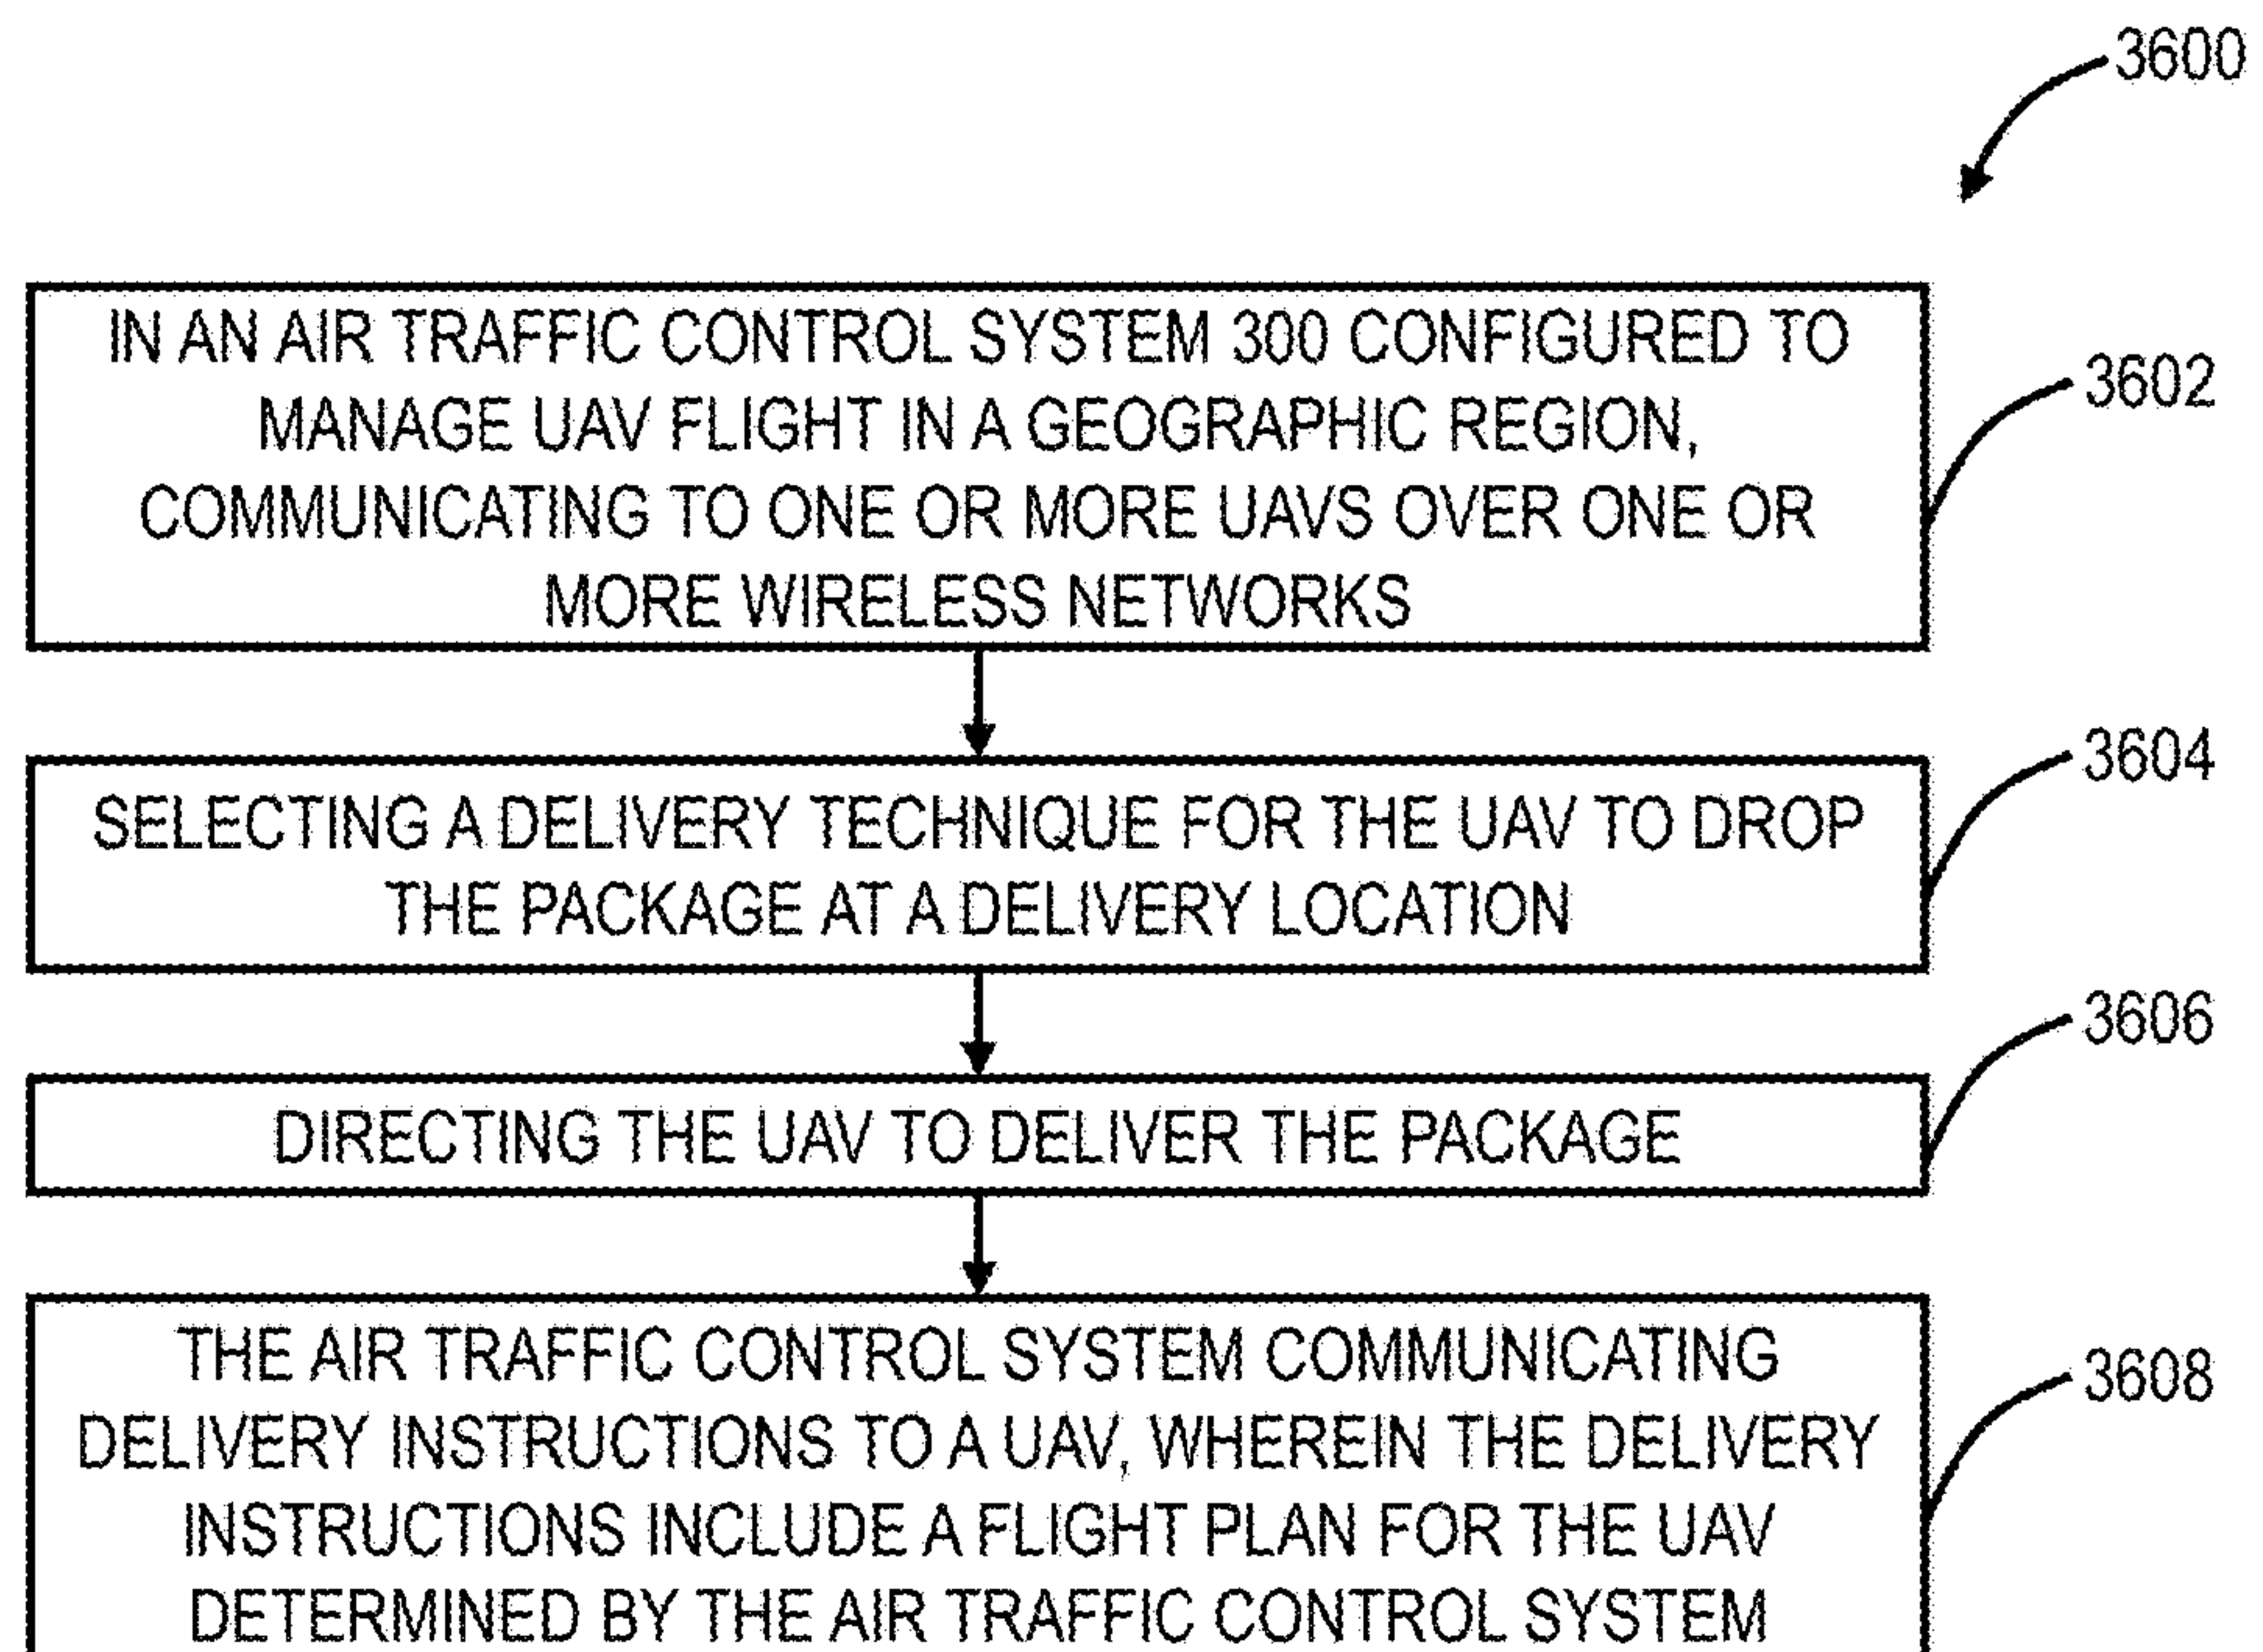 3600
IN AN AIR TRAFFIC CONTROL SYSTEM 300 CONFIGURED TO
MANAGE UAV FLIGHT IN A GEOGRAPHIC REGION,
COMMUNICATING TO ONE OR MORE UAVS OVER ONE OR
MORE WIRELESS NETWORKS
3602
SELECTING A DELIVERY TECHNIQUE FOR THE UAV TO DROP
THE PACKAGE AT A DELIVERY LOCATION
3604
DIRECTING THE UAV TO DELIVER THE PACKAGE
3606
THE AIR TRAFFIC CONTROL SYSTEM COMMUNICATING
DELIVERY INSTRUCTIONS TO A UAV, WHEREIN THE DELIVERY
INSTRUCTIONS INCLUDE A FLIGHT PLAN FOR THE UAV
DETERMINED BY THE AIR TRAFFIC CONTROL SYSTEM
3608